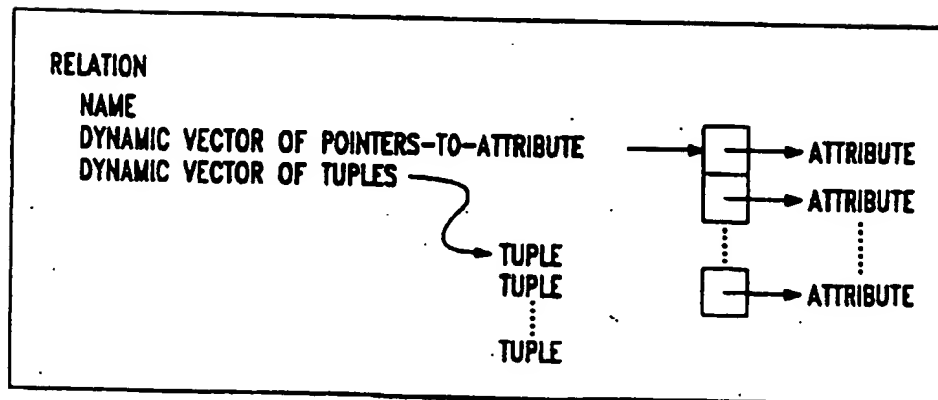 RELATION
NAME
DYNAMIC VECTOR OF POINTERS-TO-ATTRIBUTE
DYNAMIC VECTOR OF TUPLES
ATTRIBUTE
ATTRIBUTE
ATTRIBUTE
TUPLE
TUPLE
TUPLE